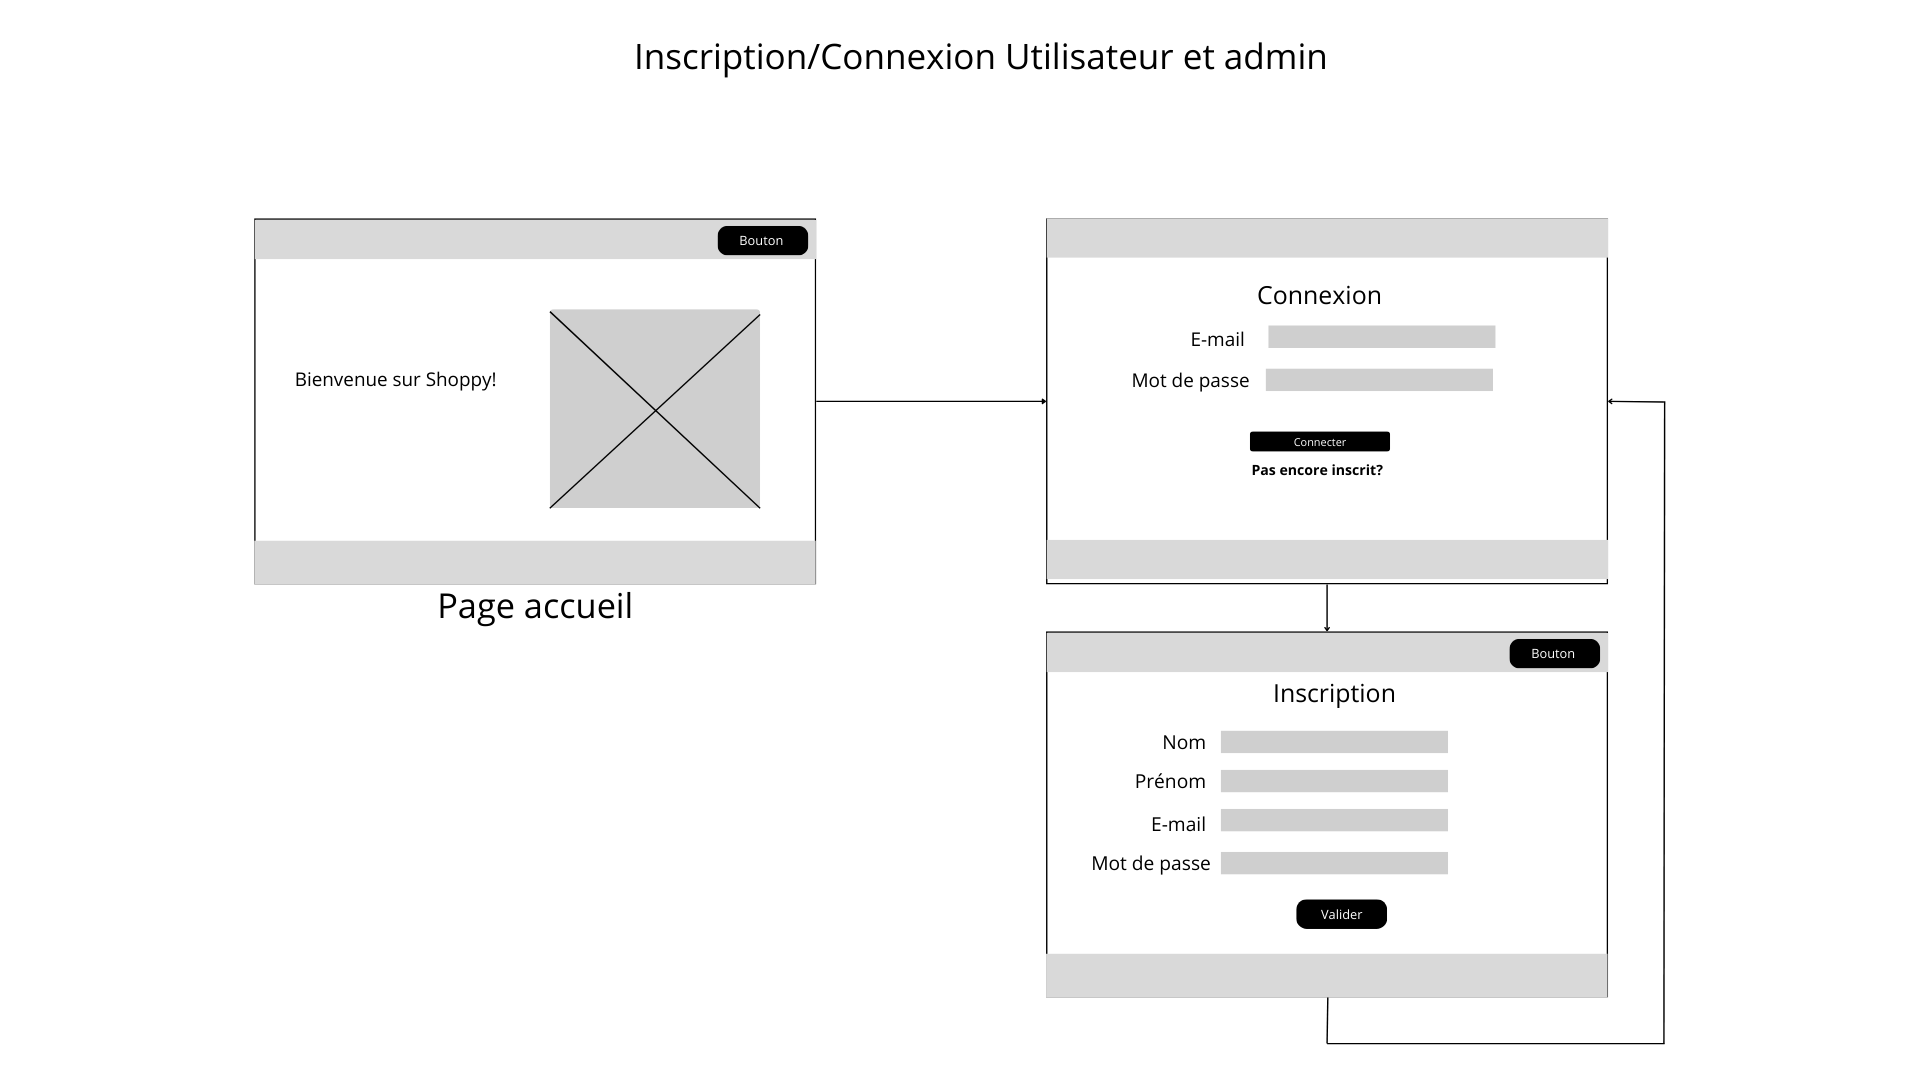 Inscription/Connexion Utilisateur et admin
Bouton
Bienvenue sur Shoppy!
Page accueil
Connexion
E-mail
Mot de passe
Connecter
Pas encore inscrit?
Bouton
Inscription
Nom
Prénom
E-mail
Mot de passe
Valider